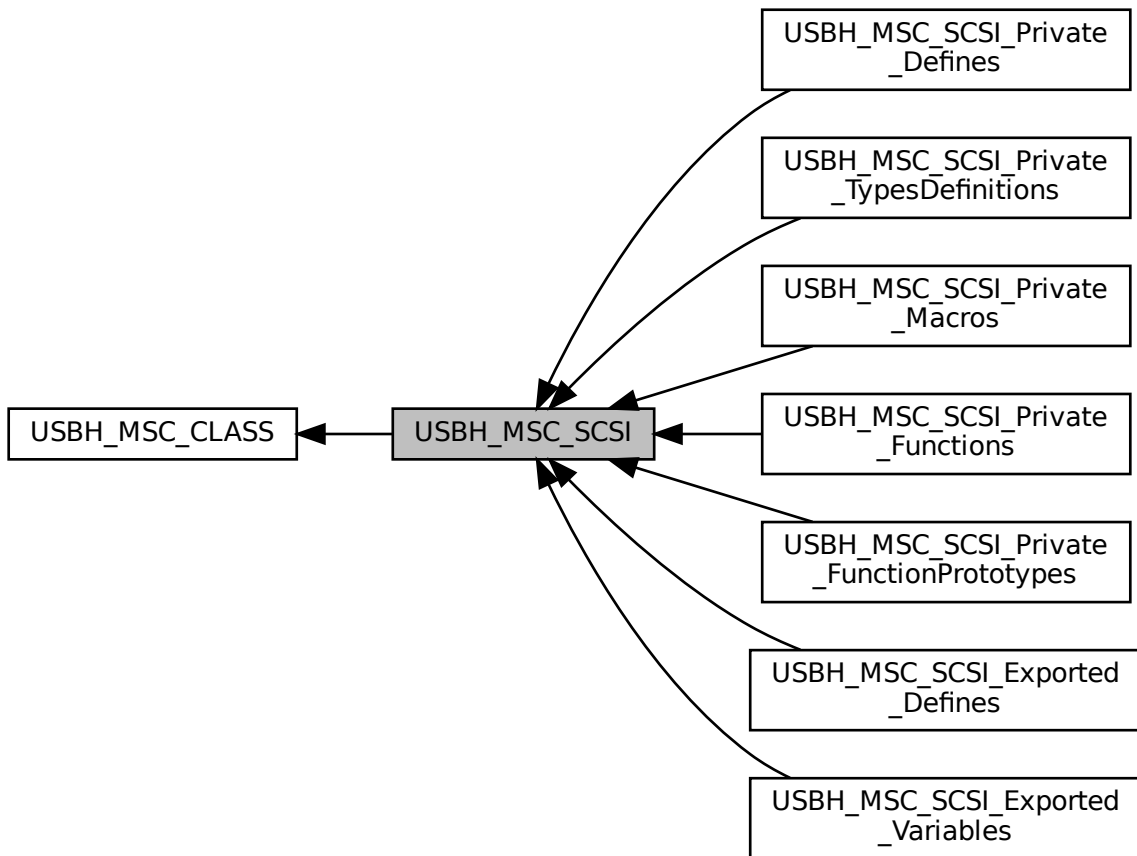 USBH_MSC_SCSI_Private
_Defines
USBH_MSC_SCSI_Private
_TypesDefinitions
USBH_MSC_SCSI_Private
_Macros
USBH_MSC_CLASS
USBH_MSC_SCSI
USBH_MSC_SCSI_Private
_Functions
USBH_MSC_SCSI_Private
_FunctionPrototypes
USBH_MSC_SCSI_Exported
_Defines
USBH_MSC_SCSI_Exported
_Variables